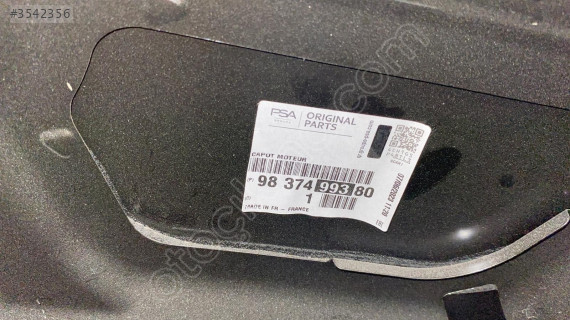 #3542356
PSA
ORIGINAL
PARTS
CAPOT MOTEUR
98 374 993 80
1
MADE IN FR - FRANCE